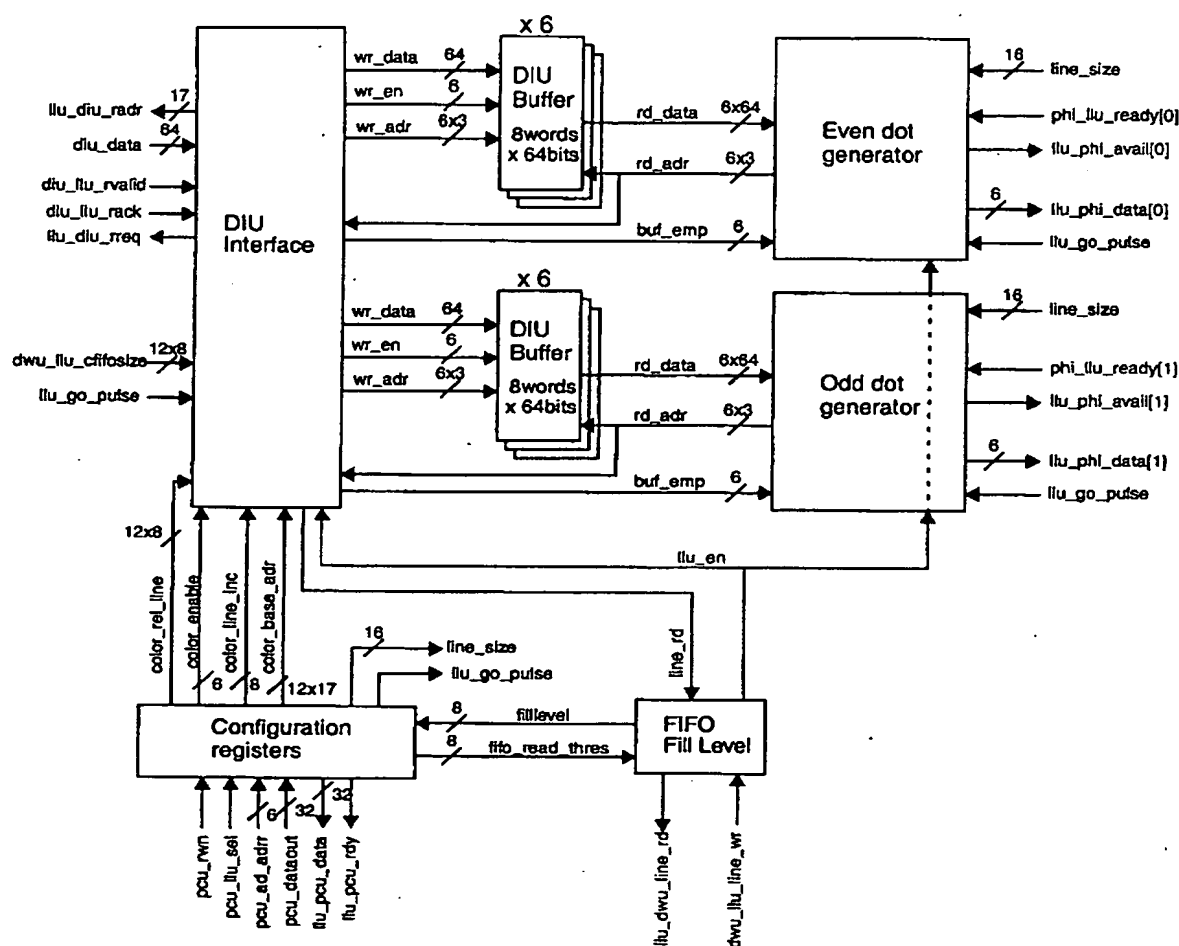 x 6
wr_data 64
wr_en 6
wr_adr 6x3
DIU
Buffer
8words
x 64bits
rd_data 6x64
rd_adr 6x3
buf_emp 6
Even dot
generator
16 line_size
phi_llu_ready[0]
llu_phi_avail[0]
6 llu_phi_data[0]
llu_go_pulse
llu_diu_radr 17
diu_data 64
diu_llu_rvalid
diu_llu_rack
llu_diu_rreq
DIU
Interface
dwu_llu_cfifosize 12x8
llu_go_pulse
x 6
wr_data 64
wr_en 6
wr_adr 6x3
DIU
Buffer
8words
x 64bits
rd_data 6x64
rd_adr 6x3
buf_emp 6
Odd dot
generator
16 line_size
phi_llu_ready[1]
llu_phi_avail[1]
6 llu_phi_data[1]
llu_go_pulse
llu_en
12x8
color_rel_line
color_enable
6
color_line_inc
8
color_base_adr
12x17
16 line_size
llu_go_pulse
line_rd
Configuration
registers
8 filllevel
8 fifo_read_thres
FIFO
Fill Level
pcu_rwn
pcu_llu_sel
pcu_ad_adrr
6
pcu_dataout
32
llu_pcu_data
32
llu_pcu_rdy
llu_dwu_line_rd
dwu_llu_line_wr